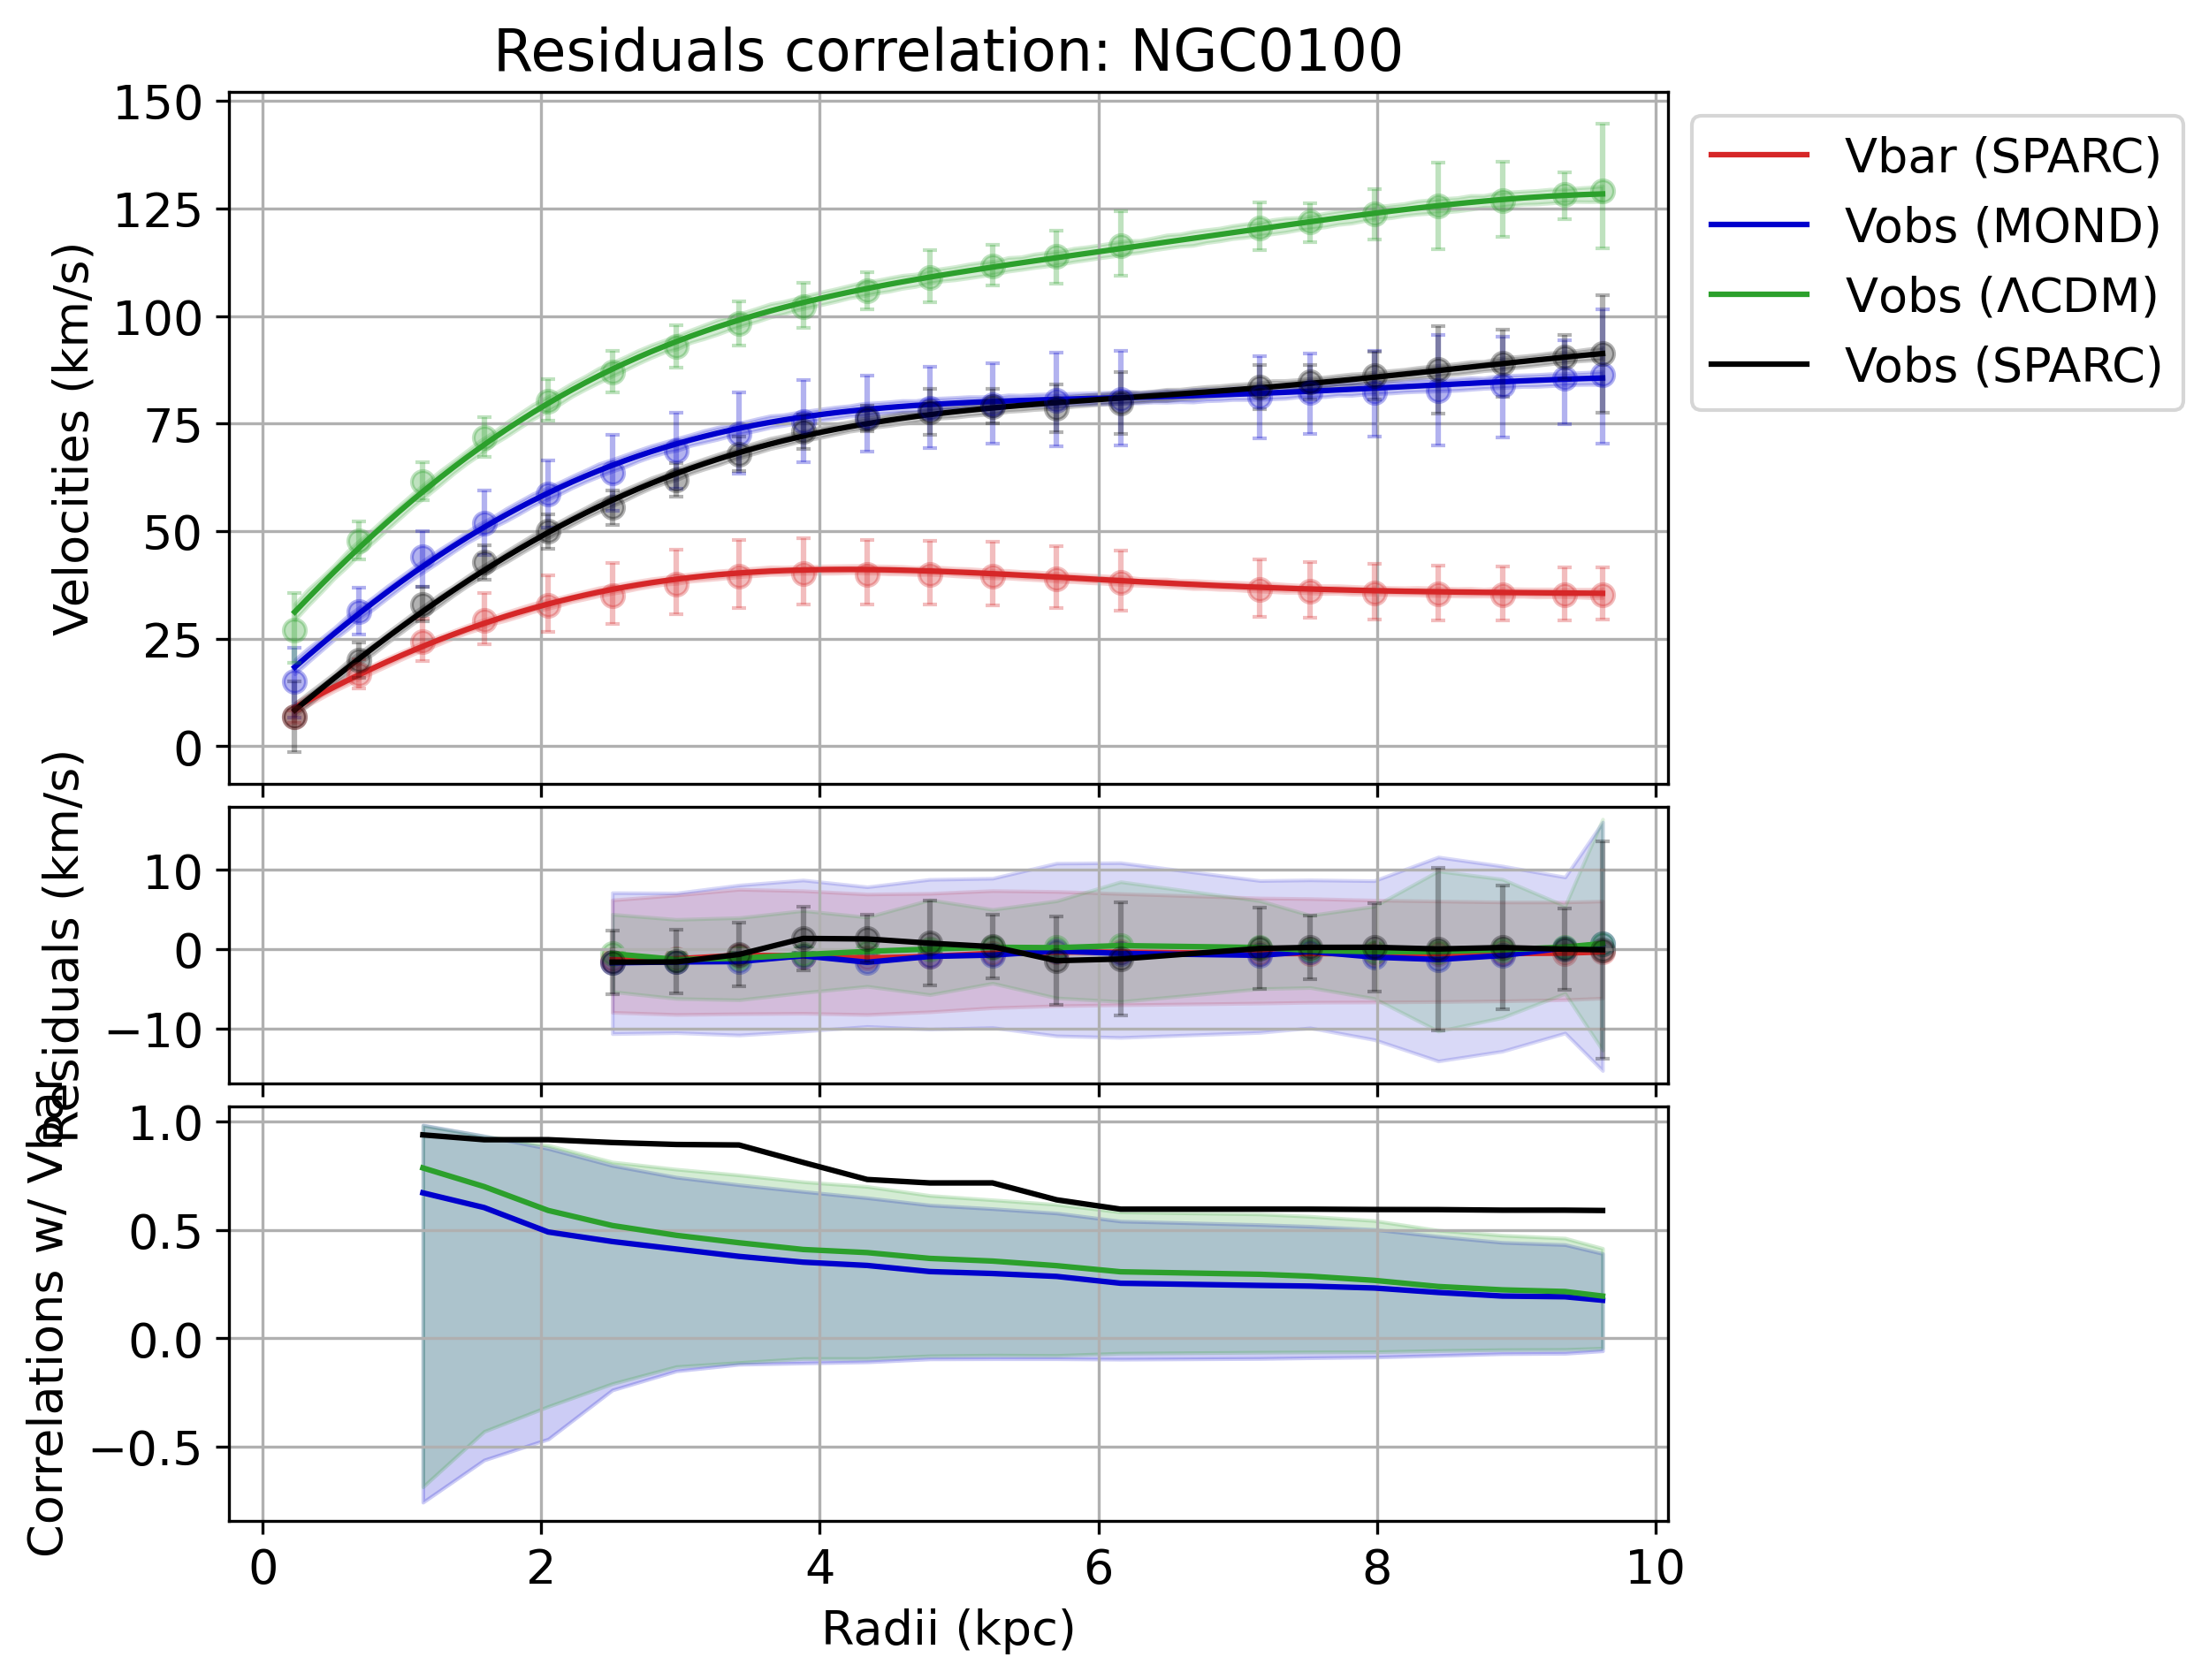 Residuals correlation: NGC0100
Velocities (km/s)
150
125
100
75
50
25
0
Vbar (SPARC)
Vobs (MOND)
Vobs (ΛCDM)
Vobs (SPARC)
Residuals (km/s)
10
0
−10
Correlations w/ Vbar
1.0
0.5
0.0
−0.5
0 2 4 6 8 10
Radii (kpc)